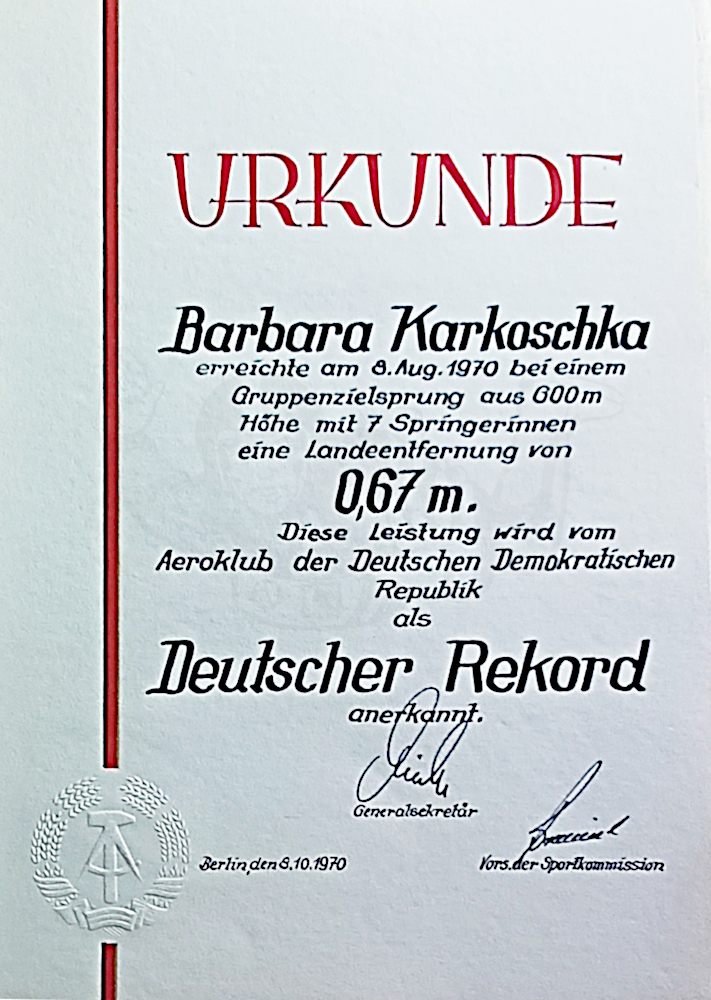 URKUNDE
Barbara Karkoschka
erreichte am 8. Aug. 1970 bei einem
Gruppenzielsprung aus 600 m
Höhe mit 7 Springerinnen
eine Landeentfernung von
0,67 m.
Diese Leistung wird vom
Aeroklub der Deutschen Demokratischen
Republik
als
Deutscher Rekord
anerkannt.
Generalsekretär
Berlin, den 8.10.1970
Vors. der Sportkommission